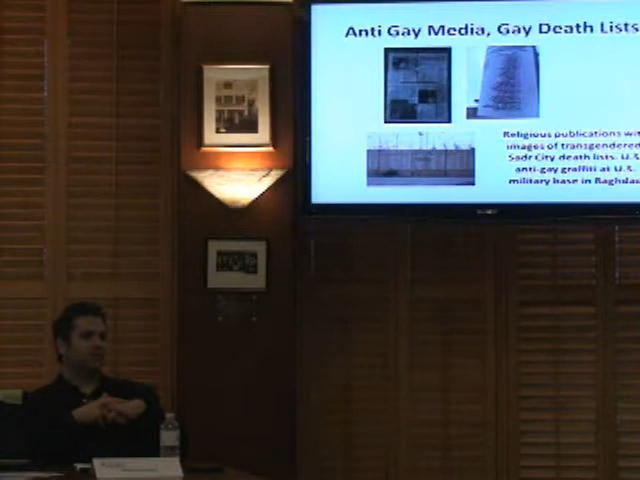 Anti Gay Media, Gay Death Lists
Religious publications wit
images of transgendered
Sadr City death lists. U.S
anti-gay graffiti at U.S.
military base in Baghdad